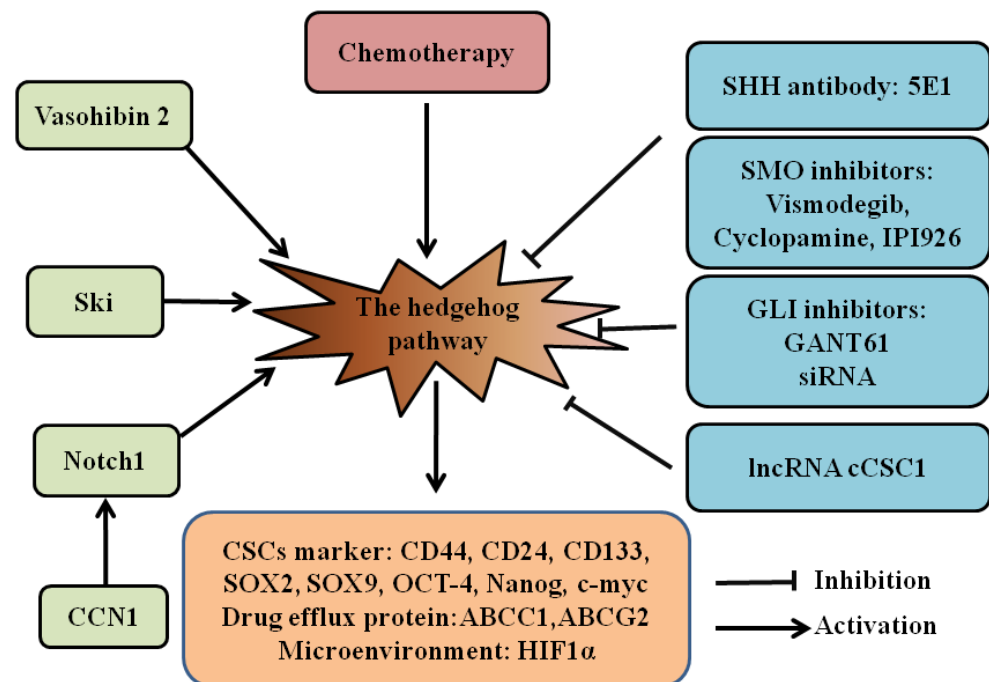 Chemotherapy
Vasohibin 2
Ski
Notch1
CCN1
The hedgehog
pathway
SHH antibody: 5E1
SMO inhibitors:
Vismodegib,
Cyclopamine, IPI926
GLI inhibitors:
GANT61
siRNA
lncRNA cCSC1
CSCs marker: CD44, CD24, CD133,
SOX2, SOX9, OCT-4, Nanog, c-myc
Drug efflux protein:ABCC1,ABCG2
Microenvironment: HIF1α
Inhibition
Activation